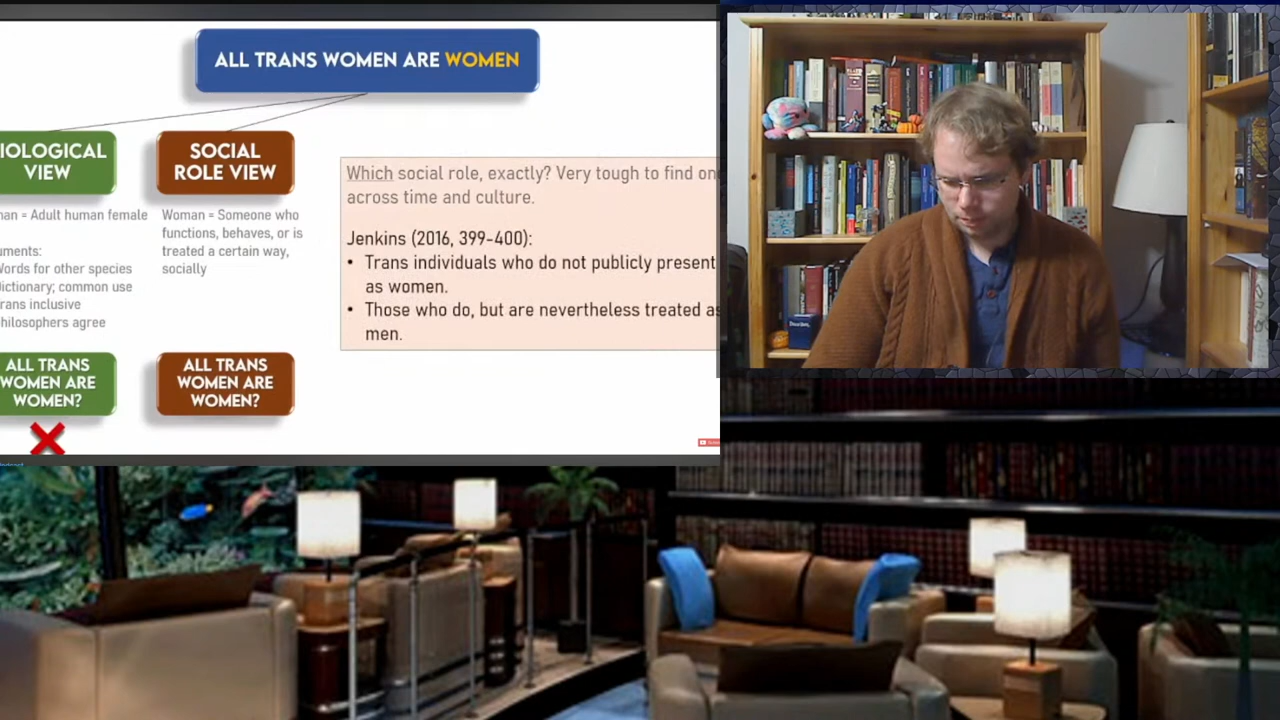 ALL TRANS WOMEN ARE WOMEN
IOLOGICAL
VIEW
SOCIAL
ROLE VIEW
an = Adult human female
uments:
Words for other species
ictionary; common use
rans inclusive
hilosophers agree
Woman = Someone who
functions, behaves, or is
treated a certain way,
socially
Which social role, exactly? Very tough to find on
across time and culture.
Jenkins (2016, 399-400):
• Trans individuals who do not publicly present
as women.
• Those who do, but are nevertheless treated as
men.
ALL TRANS
WOMEN ARE
WOMEN?
ALL TRANS
WOMEN ARE
WOMEN?